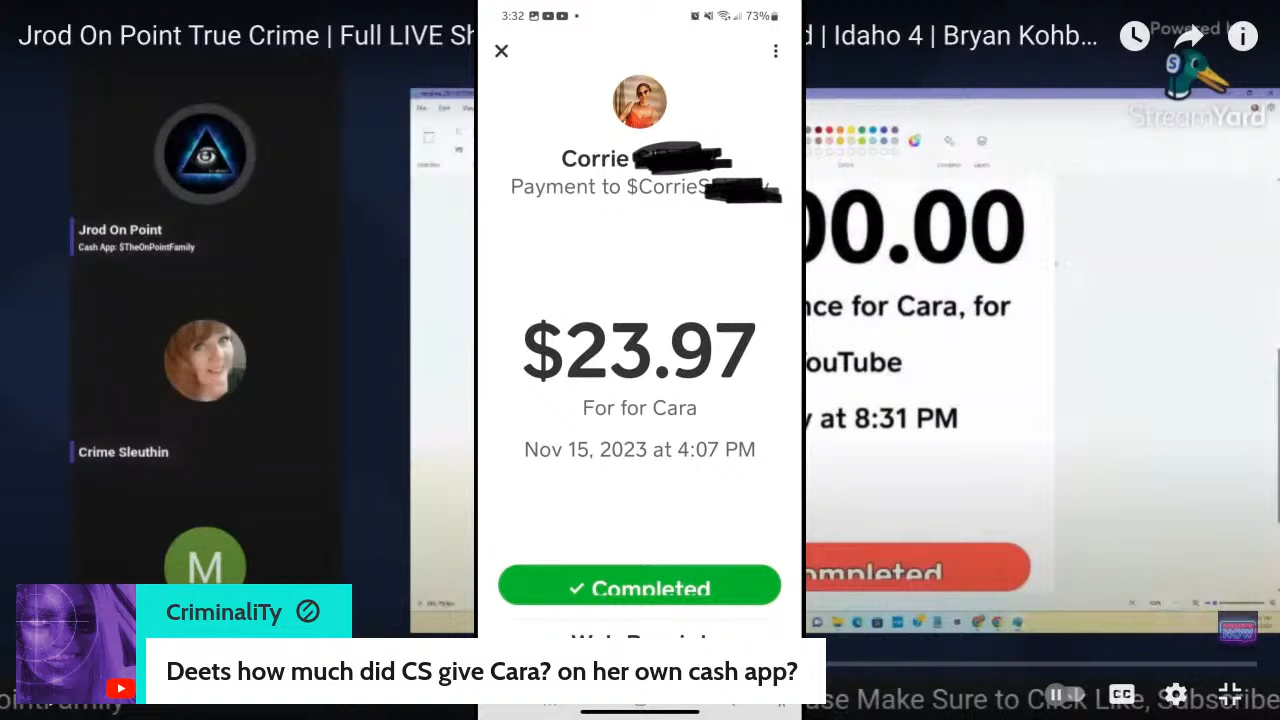 Jrod On Point True Crime | Full LIVE Sh
3:32
73%
| Idaho 4 | Bryan Kohb...
Powered
StreamYard
Corrie
Payment to $CorrieS
Jrod On Point
Cash App: $TheOnPointFamily
00.00
nce for Cara, for
$23.97
ouTube
For for Cara
y at 8:31 PM
Nov 15, 2023 at 4:07 PM
Crime Sleuthin
M
Completed
mpleted
CriminaliTy
Deets how much did CS give Cara? on her own cash app?
CC
se Make Sure to Click Like, Subscribe